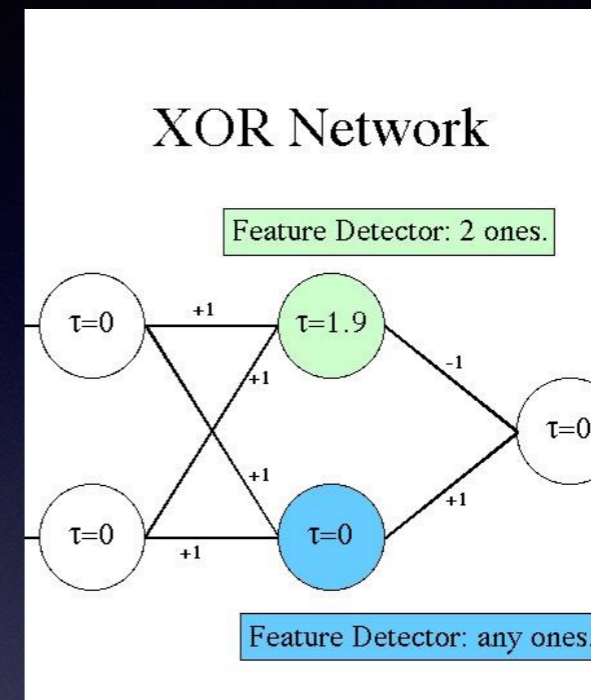 XOR Network
Feature Detector: 2 ones.
τ=0
+1
τ=1.9
+1
-1
τ=0
+1
+1
τ=0
+1
τ=0
Feature Detector: any ones.